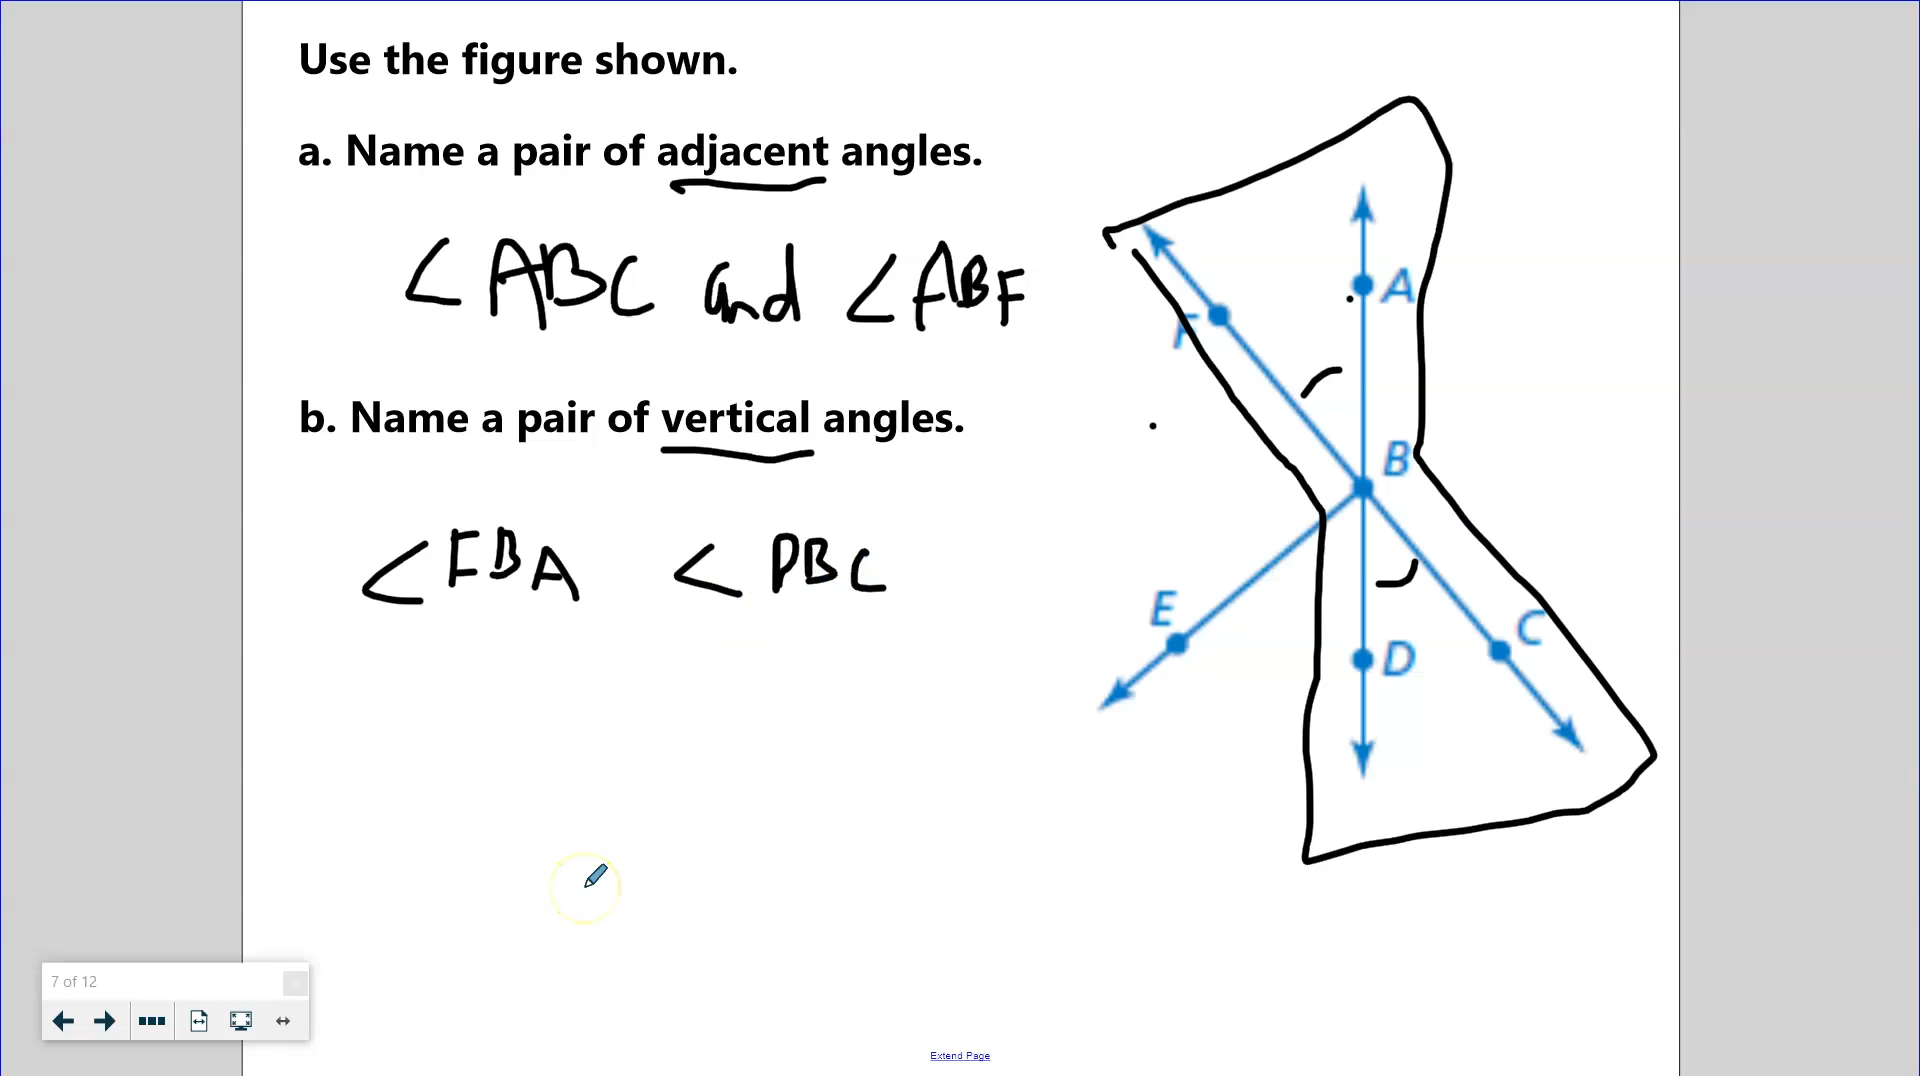 Use the figure shown.
a. Name a pair of adjacent angles.
∠ABC and ∠ABF
b. Name a pair of vertical angles.
∠FBA ∠DBC
A
F
B
E
C
D
7 of 12
Extend Page